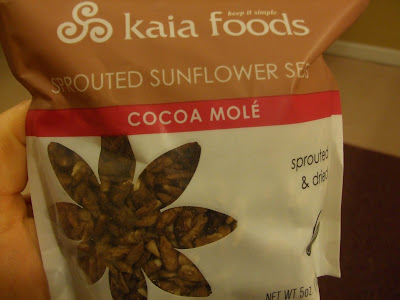 keep it simple
kaia foods
SPROUTED SUNFLOWER SE
COCOA MOLÉ
sprouted
& dried
NET WT 5oz